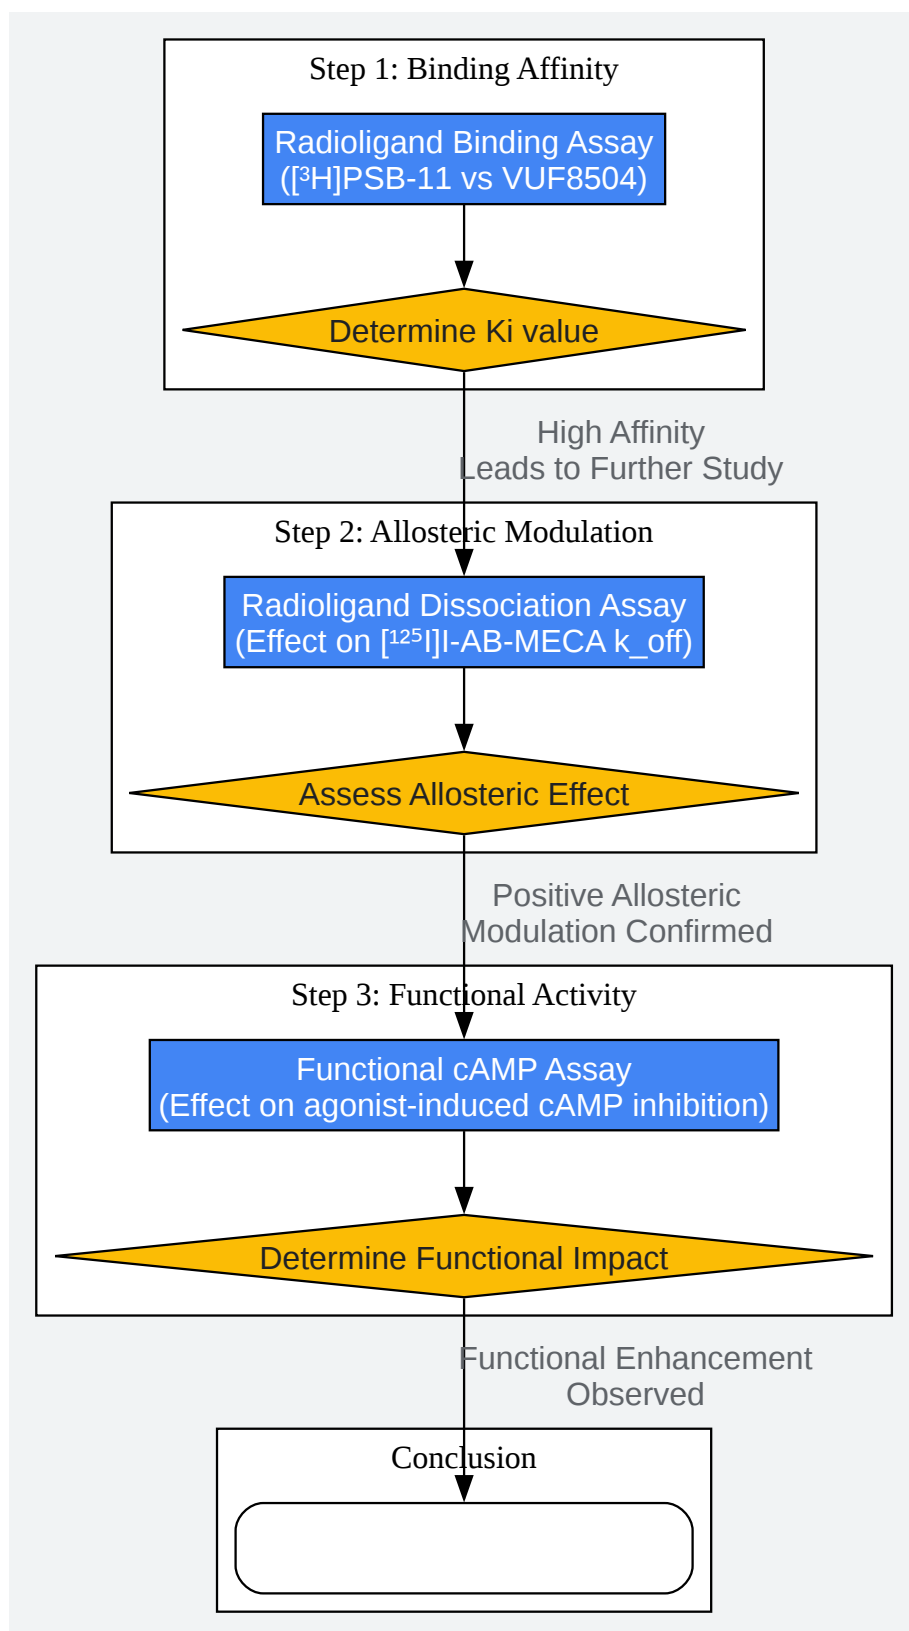 Step 1: Binding Affinity
Radioligand Binding Assay
([³H]PSB-11 vs VUF8504)
Determine Ki value
High Affinity
Leads to Further Study
Step 2: Allosteric Modulation
Radioligand Dissociation Assay
(Effect on [¹²⁵I]I-AB-MECA k_off)
Assess Allosteric Effect
Positive Allosteric
Modulation Confirmed
Step 3: Functional Activity
Functional cAMP Assay
(Effect on agonist-induced cAMP inhibition)
Determine Functional Impact
Functional Enhancement
Observed
Conclusion